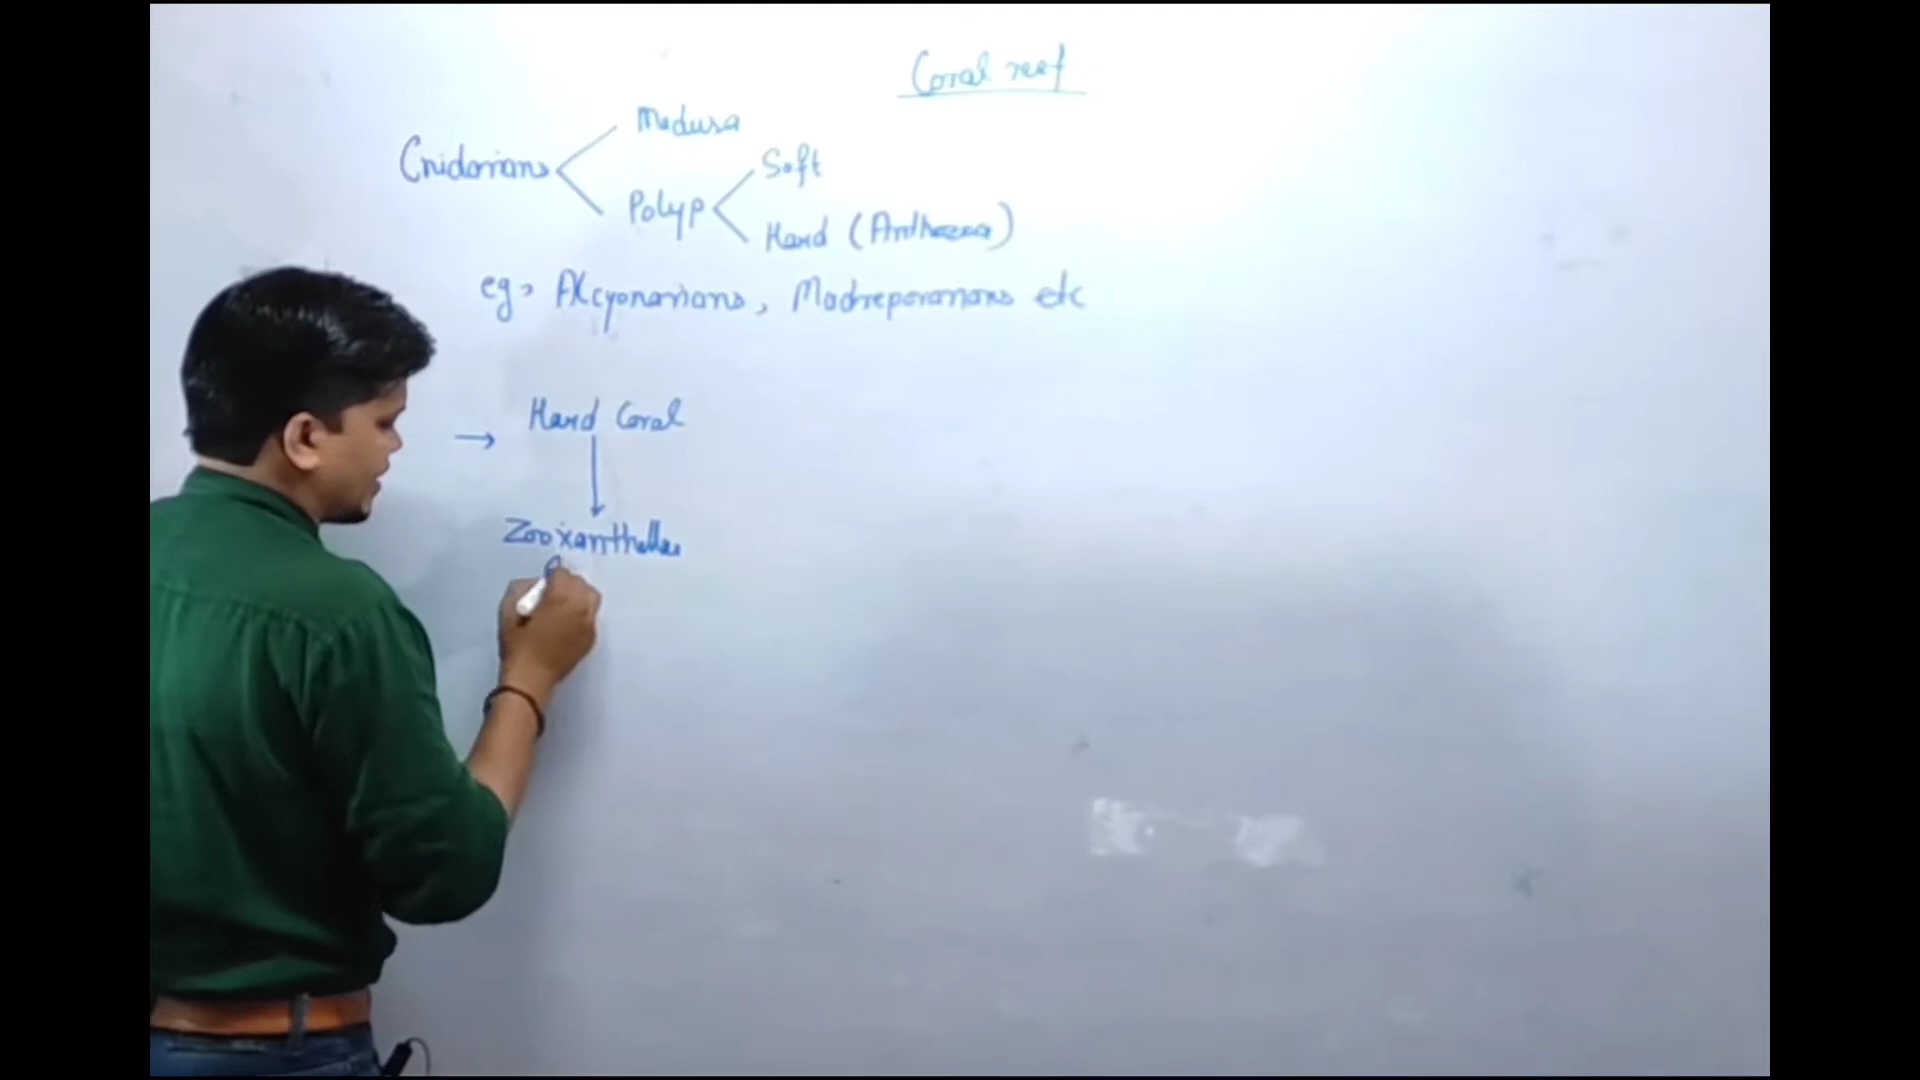 Coral reef
Medusa
Cnidarians
Soft
Polyp
Hard (Anthozoa)
eg> Alcyonarians, Madreporarians etc
→ Hard Coral
Zooxanthellae